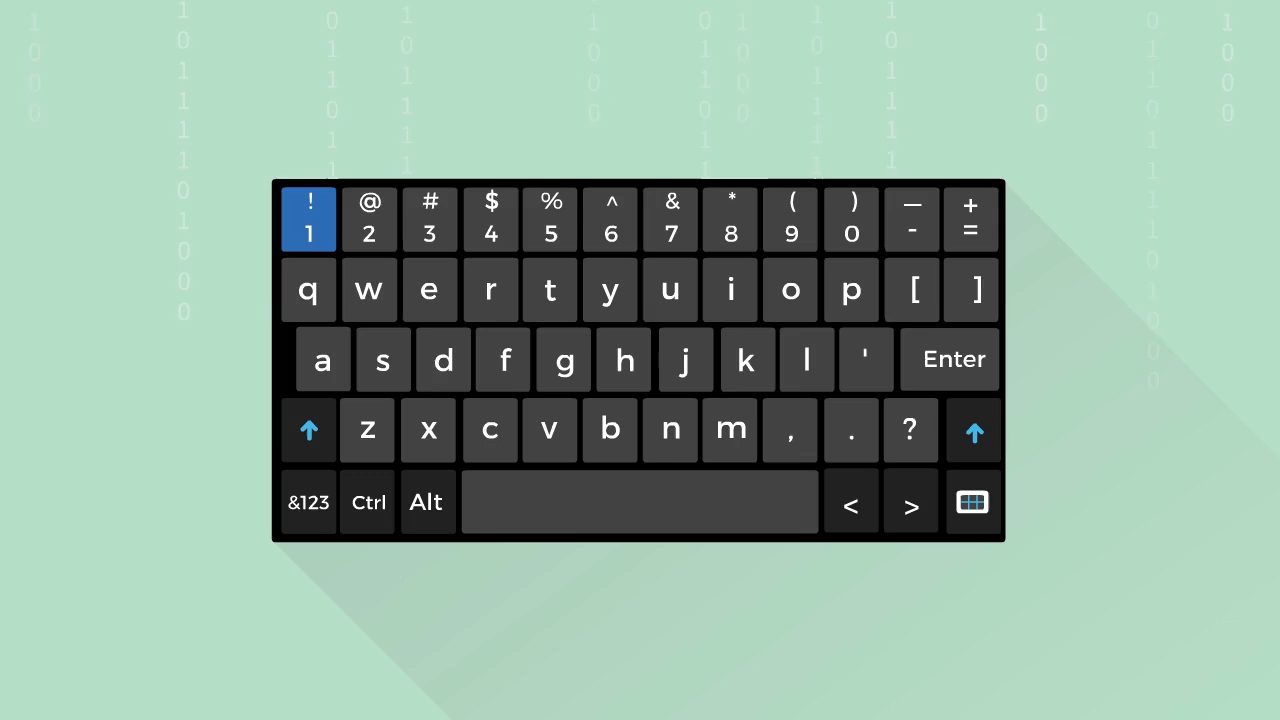 ! @ # $ % ^ & * ( ) — +
1 2 3 4 5 6 7 8 9 0 - =
q w e r t y u i o p [ ]
a s d f g h j k l ' Enter
z x c v b n m , . ?
&123 Ctrl Alt < >